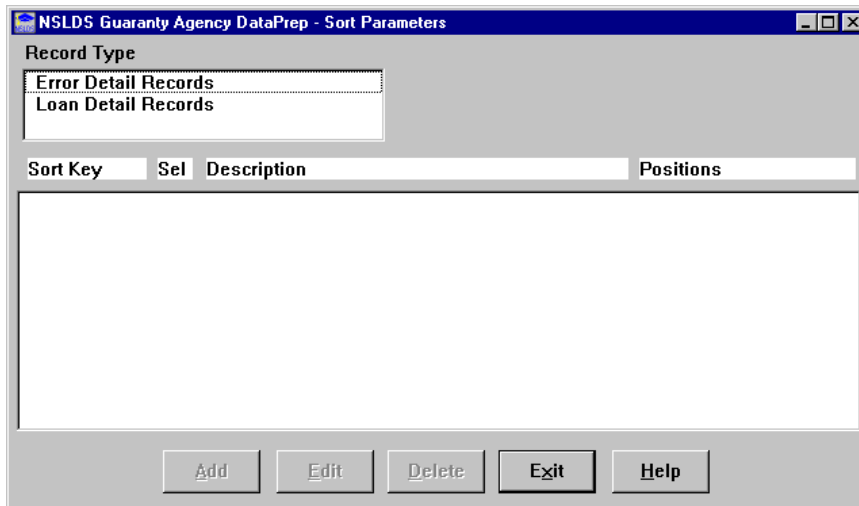 NSLDS Guaranty Agency DataPrep - Sort Parameters
Record Type
Error Detail Records
Loan Detail Records
Sort Key Sel Description Positions
Add Edit Delete Exit Help